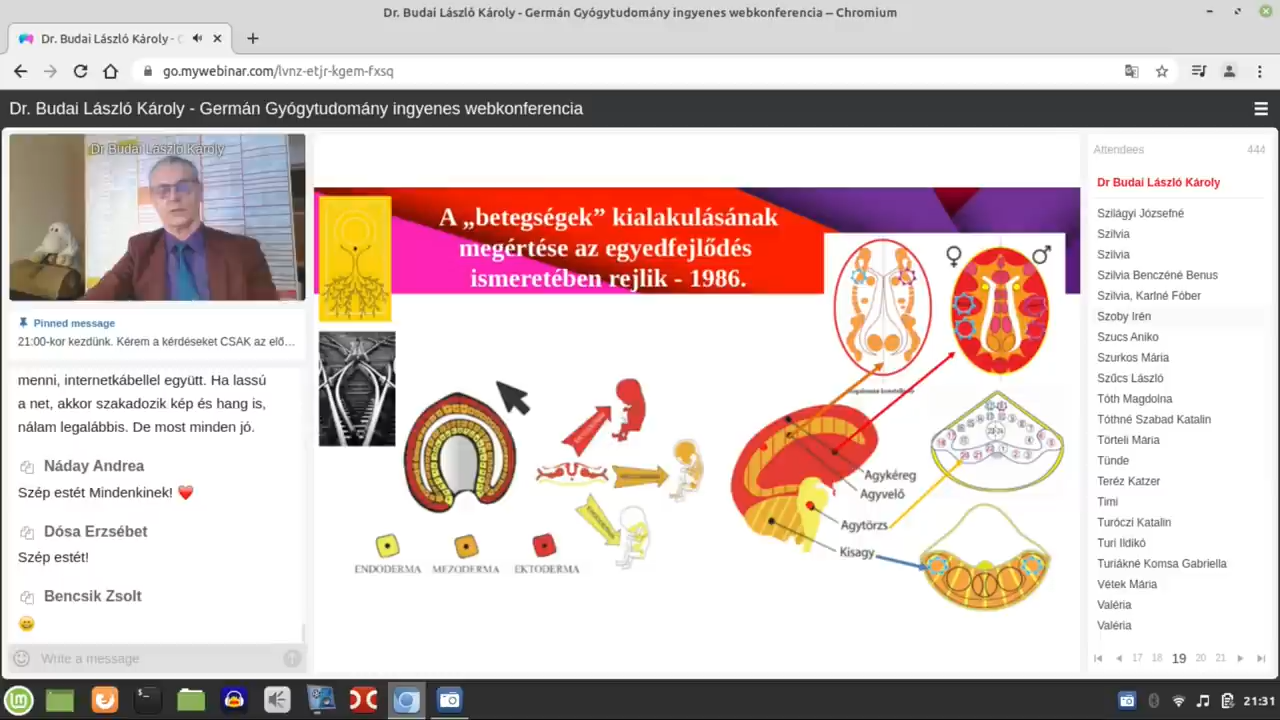 Dr. Budai László Károly - Germán Gyógytudomány ingyenes webkonferencia – Chromium
Dr. Budai László Károly - G
go.mywebinar.com/lvnz-etjr-kgem-fxsq
Dr. Budai László Károly - Germán Gyógytudomány ingyenes webkonferencia
Dr Budai László Károly
Pinned message
21:00-kor kezdünk. Kérem a kérdéseket CSAK az elő…
menni, internetkábellel együtt. Ha lassú
a net, akkor szakadozik kép és hang is,
nálam legalábbis. De most minden jó.
Náday Andrea
Szép estét Mindenkinek! ❤️
Dósa Erzsébet
Szép estét!
Bencsik Zsolt
😀
Write a message
A „betegségek” kialakulásának
megértése az egyedfejlődés
ismeretében rejlik - 1986.
ENDODERMA MEZODERMA EKTODERMA
Agykéreg
Agyvelő
Agytörzs
Kisagy
Attendees 444
Dr Budai László Károly
Szilágyi Józsefné
Szilvia
Szilvia
Szilvia Benczéné Benus
Szilvia, Karlné Fóber
Szoby Irén
Szucs Aniko
Szurkos Mária
Szűcs László
Tóth Magdolna
Tóthné Szabad Katalin
Törteli Mária
Tünde
Teréz Katzer
Timi
Turóczi Katalin
Turi Ildikó
Turiákné Komsa Gabriella
Vétek Mária
Valéria
Valéria
17 18 19 20 21
21:31